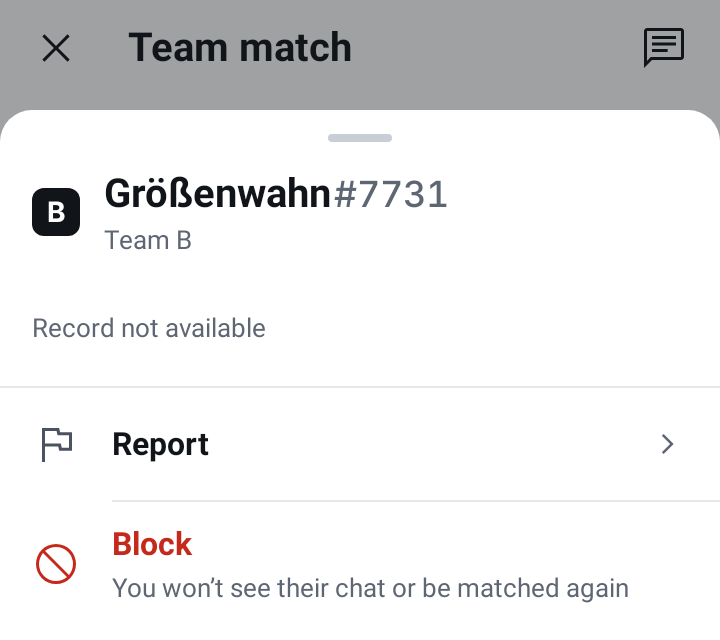 Team match
B
Größenwahn#7731
Team B
Record not available
Report
Block
You won't see their chat or be matched again